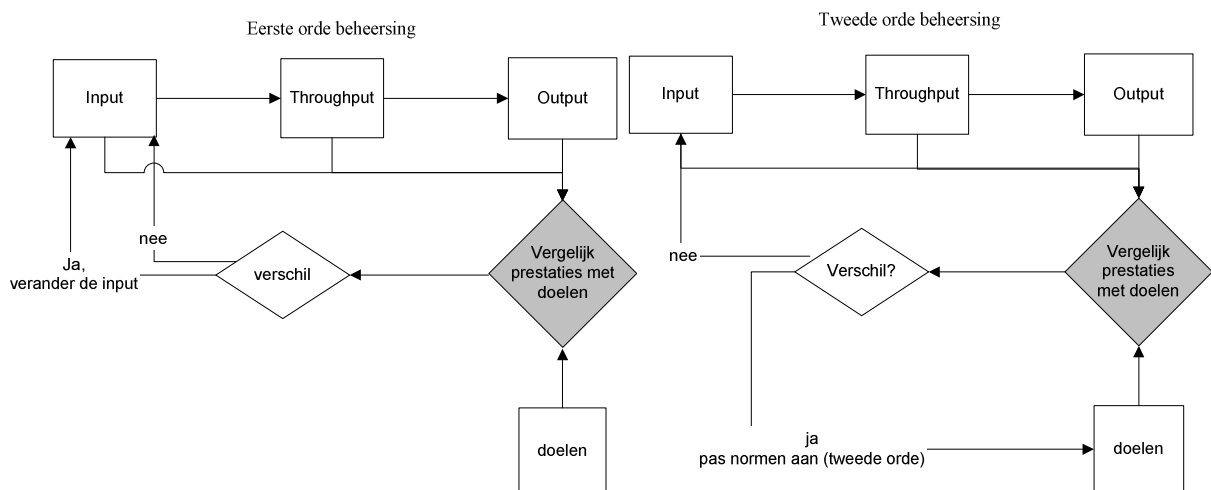 Eerste orde beheersing
Input
Throughput
Output
nee
Ja,
verander de input
verschil
Vergelijk
prestaties met
doelen
doelen
Tweede orde beheersing
Input
Throughput
Output
nee
Verschil?
Vergelijk
prestaties
met doelen
ja
pas normen aan (tweede orde)
doelen